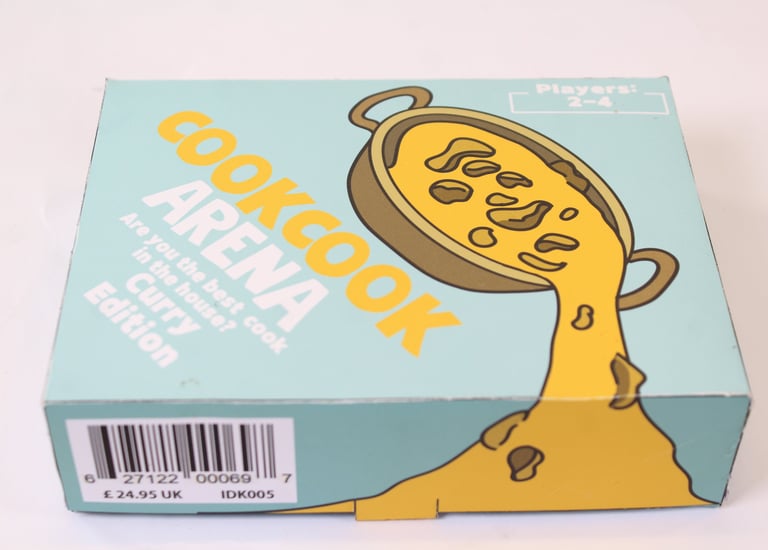 Players:
2-4
COOKCOOK
ARENA
Are you the best cook
in the house?
Curry
Edition
6 27122 00069 7
£ 24.95 UK IDK005